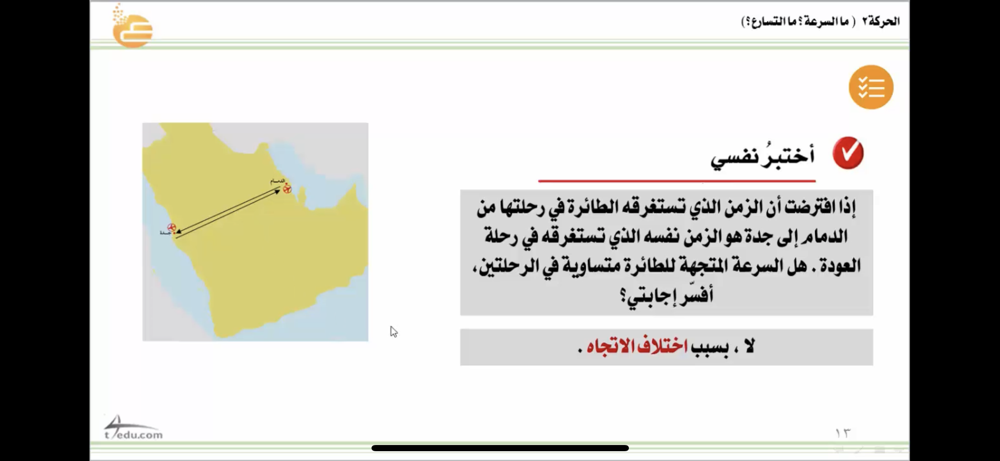 الحركة٢ ( ما السرعة؟ ما التسارع؟)
أختبرُ نفسي
إذا افترضت أن الزمن الذي تستغرقه الطائرة في رحلتها من
الدمام إلى جدة هو الزمن نفسه الذي تستغرقه في رحلة
العودة . هل السرعة المتجهة للطائرة متساوية في الرحلتين،
أفسّر إجابتي؟
لا ، بسبب اختلاف الاتجاه .
الدمام
جدة
t4edu.com
١٣